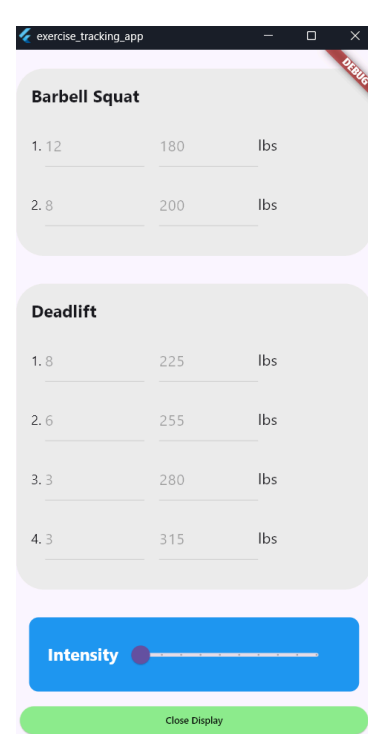 exercise_tracking_app
DEBUG
Barbell Squat
1. 12 180 lbs
2. 8 200 lbs
Deadlift
1. 8 225 lbs
2. 6 255 lbs
3. 3 280 lbs
4. 3 315 lbs
Intensity
Close Display